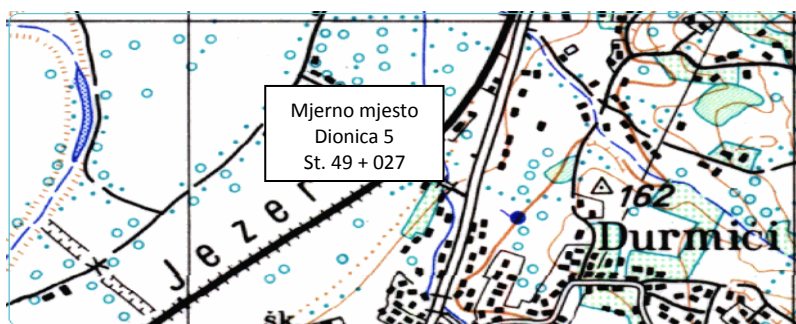 Mjerno mjesto
Dionica 5
St. 49 + 027
Jezer
162
Durmići
šk